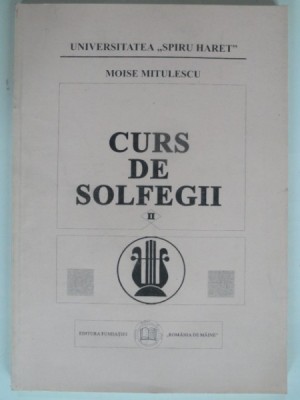 UNIVERSITATEA „SPIRU HARET”
MOISE MITULESCU
CURS
DE
SOLFEGII
II
EDITURA FUNDAȚIEI „ROMÂNIA DE MÂINE”